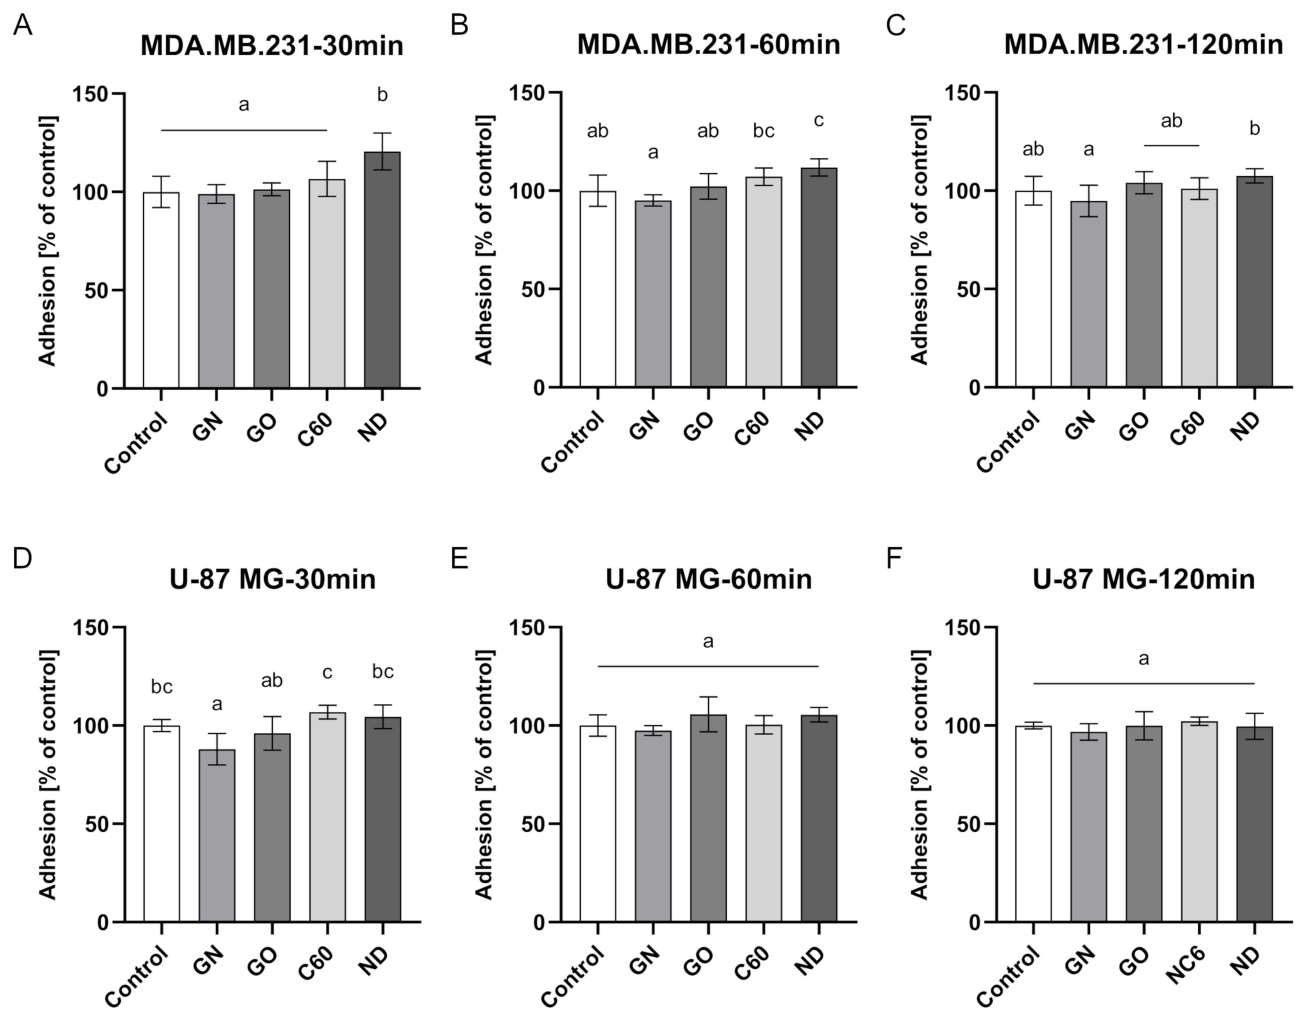 A
MDA.MB.231-30min
Adhesion [% of control]
150
100
50
0
a
b
Control
GN
GO
C60
ND
B
MDA.MB.231-60min
Adhesion [% of control]
150
100
50
0
ab
a
ab
bc
c
Control
GN
GO
C60
ND
C
MDA.MB.231-120min
Adhesion [% of control]
150
100
50
0
ab
a
ab
b
Control
GN
GO
C60
ND
D
U-87 MG-30min
Adhesion [% of control]
150
100
50
0
bc
a
ab
c
bc
Control
GN
GO
C60
ND
E
U-87 MG-60min
Adhesion [% of control]
150
100
50
0
a
Control
GN
GO
C60
ND
F
U-87 MG-120min
Adhesion [% of control]
150
100
50
0
a
Control
GN
GO
NC6
ND